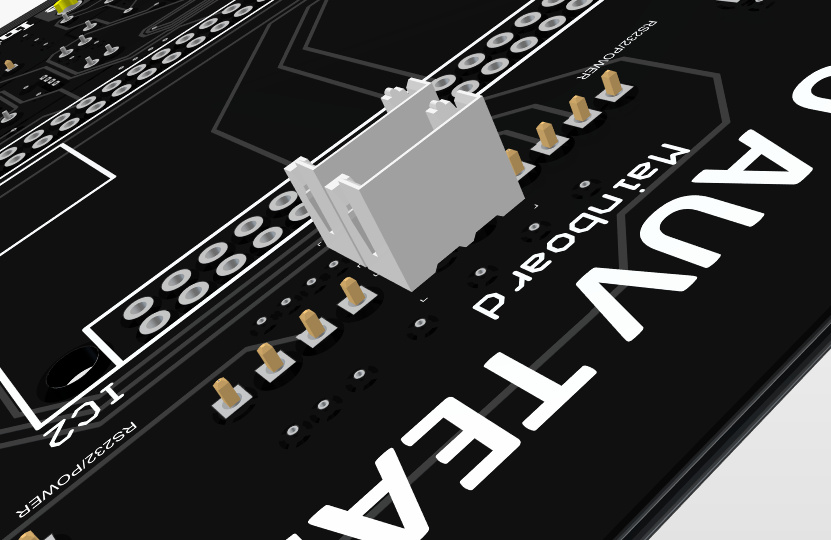 RS232/POWER
Mainboard
AUV TEA
IC2
RS232/POWER